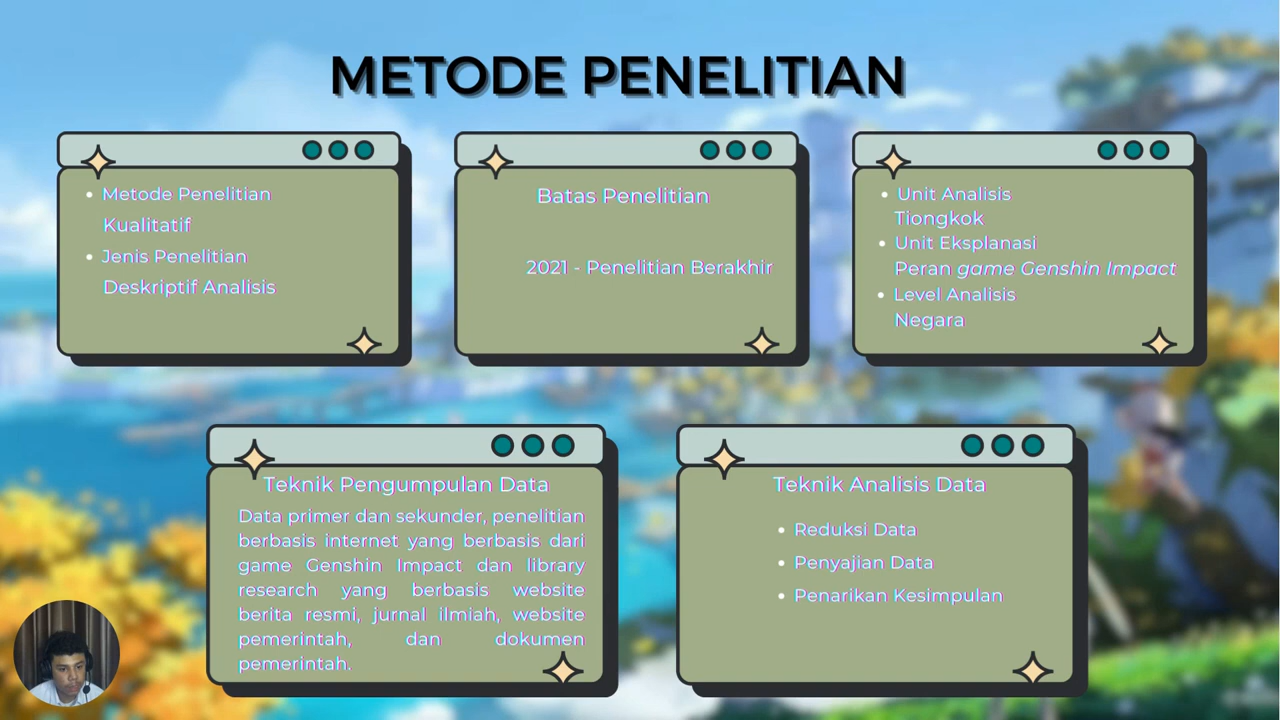 METODE PENELITIAN
Metode Penelitian
Kualitatif
Jenis Penelitian
Deskriptif Analisis
Batas Penelitian
2021 - Penelitian Berakhir
Unit Analisis
Tiongkok
Unit Eksplanasi
Peran game Genshin Impact
Level Analisis
Negara
Teknik Pengumpulan Data
Data primer dan sekunder, penelitian
berbasis internet yang berbasis dari
game Genshin Impact dan library
research yang berbasis website
berita resmi, jurnal ilmiah, website
pemerintah, dan dokumen
pemerintah.
Teknik Analisis Data
Reduksi Data
Penyajian Data
Penarikan Kesimpulan